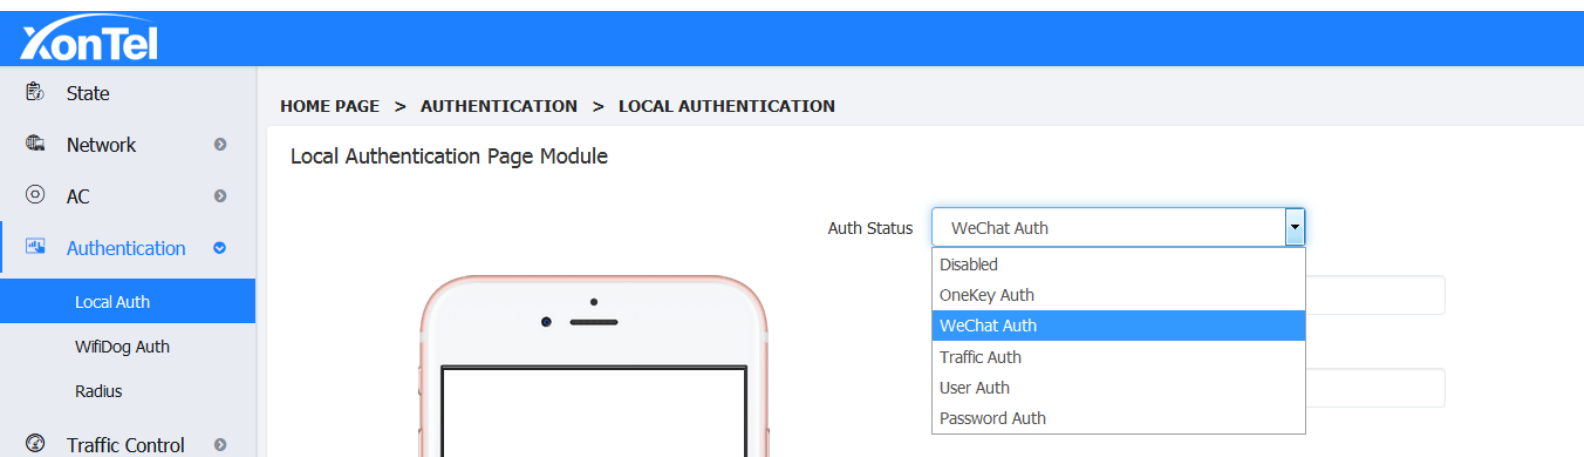 XonTel
State
Network
AC
Authentication
Local Auth
WifiDog Auth
Radius
Traffic Control
HOME PAGE > AUTHENTICATION > LOCAL AUTHENTICATION
Local Authentication Page Module
Auth Status WeChat Auth
Disabled
OneKey Auth
WeChat Auth
Traffic Auth
User Auth
Password Auth